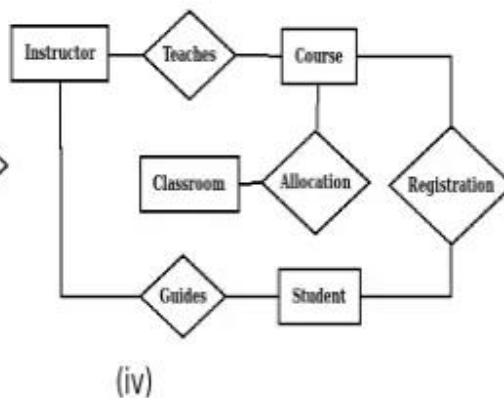 Instructor
Teaches
Course
Classroom
Allocation
Registration
Guides
Student
(iv)